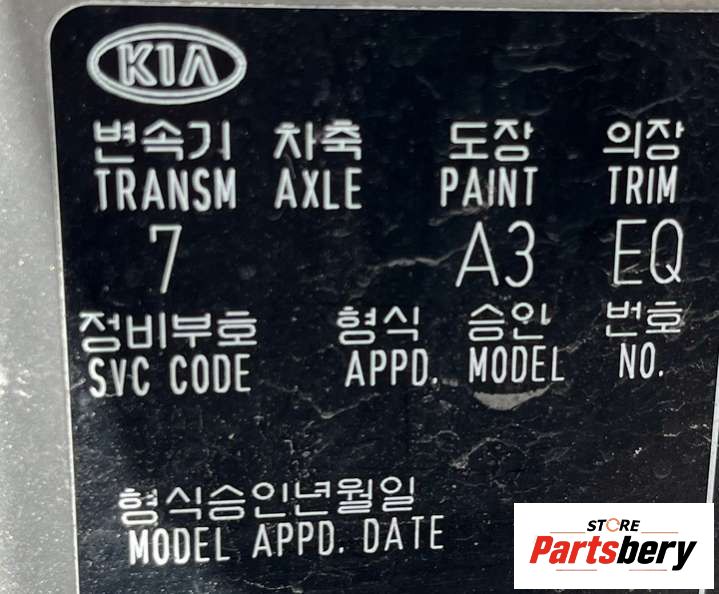 KIA
변속기 차축 도장 의장
TRANSM AXLE PAINT TRIM
7 A3 EQ
정비부호 형식 승인 번호
SVC CODE APPD. MODEL NO.
형식승인년월일
MODEL APPD. DATE
STORE
Partsbery